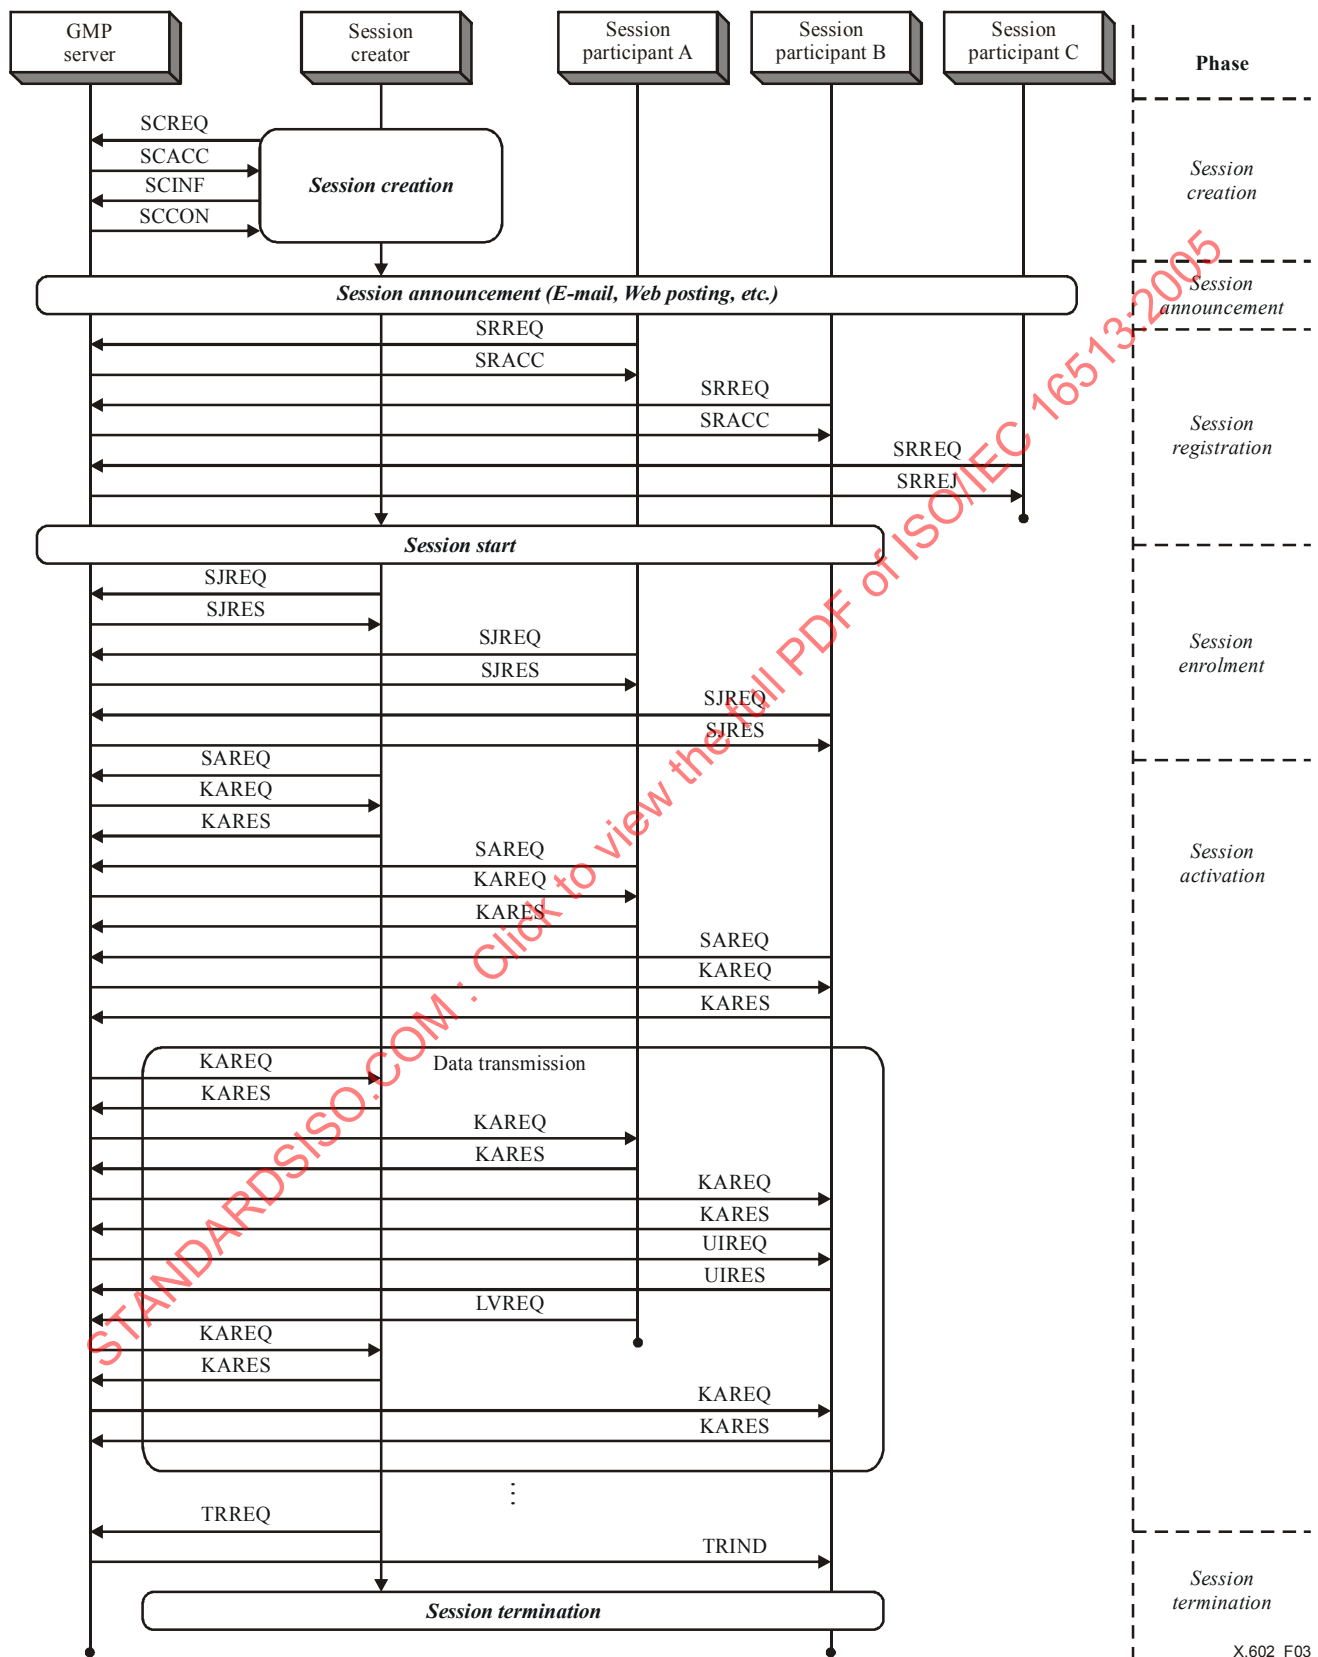 GMP
server
Session
creator
Session
participant A
Session
participant B
Session
participant C
Phase
SCREQ
SCACC
SCINF
SCCON
Session creation
Session
creation
Session announcement (E-mail, Web posting, etc.)
Session
announcement
SRREQ
SRACC
SRREQ
SRACC
SRREQ
SRREJ
Session
registration
Session start
SJREQ
SJRES
SJREQ
SJRES
SJREQ
SJRES
Session
enrolment
SAREQ
KAREQ
KARES
SAREQ
KAREQ
KARES
SAREQ
KAREQ
KARES
Session
activation
Data transmission
KAREQ
KARES
KAREQ
KARES
KAREQ
KARES
UIREQ
UIRES
LVREQ
KAREQ
KARES
KAREQ
KARES
⋮
TRREQ
TRIND
Session termination
Session
termination
X.602_F03
STANDARDSISO.COM : Click to view the full PDF of ISO/IEC 16513:2005